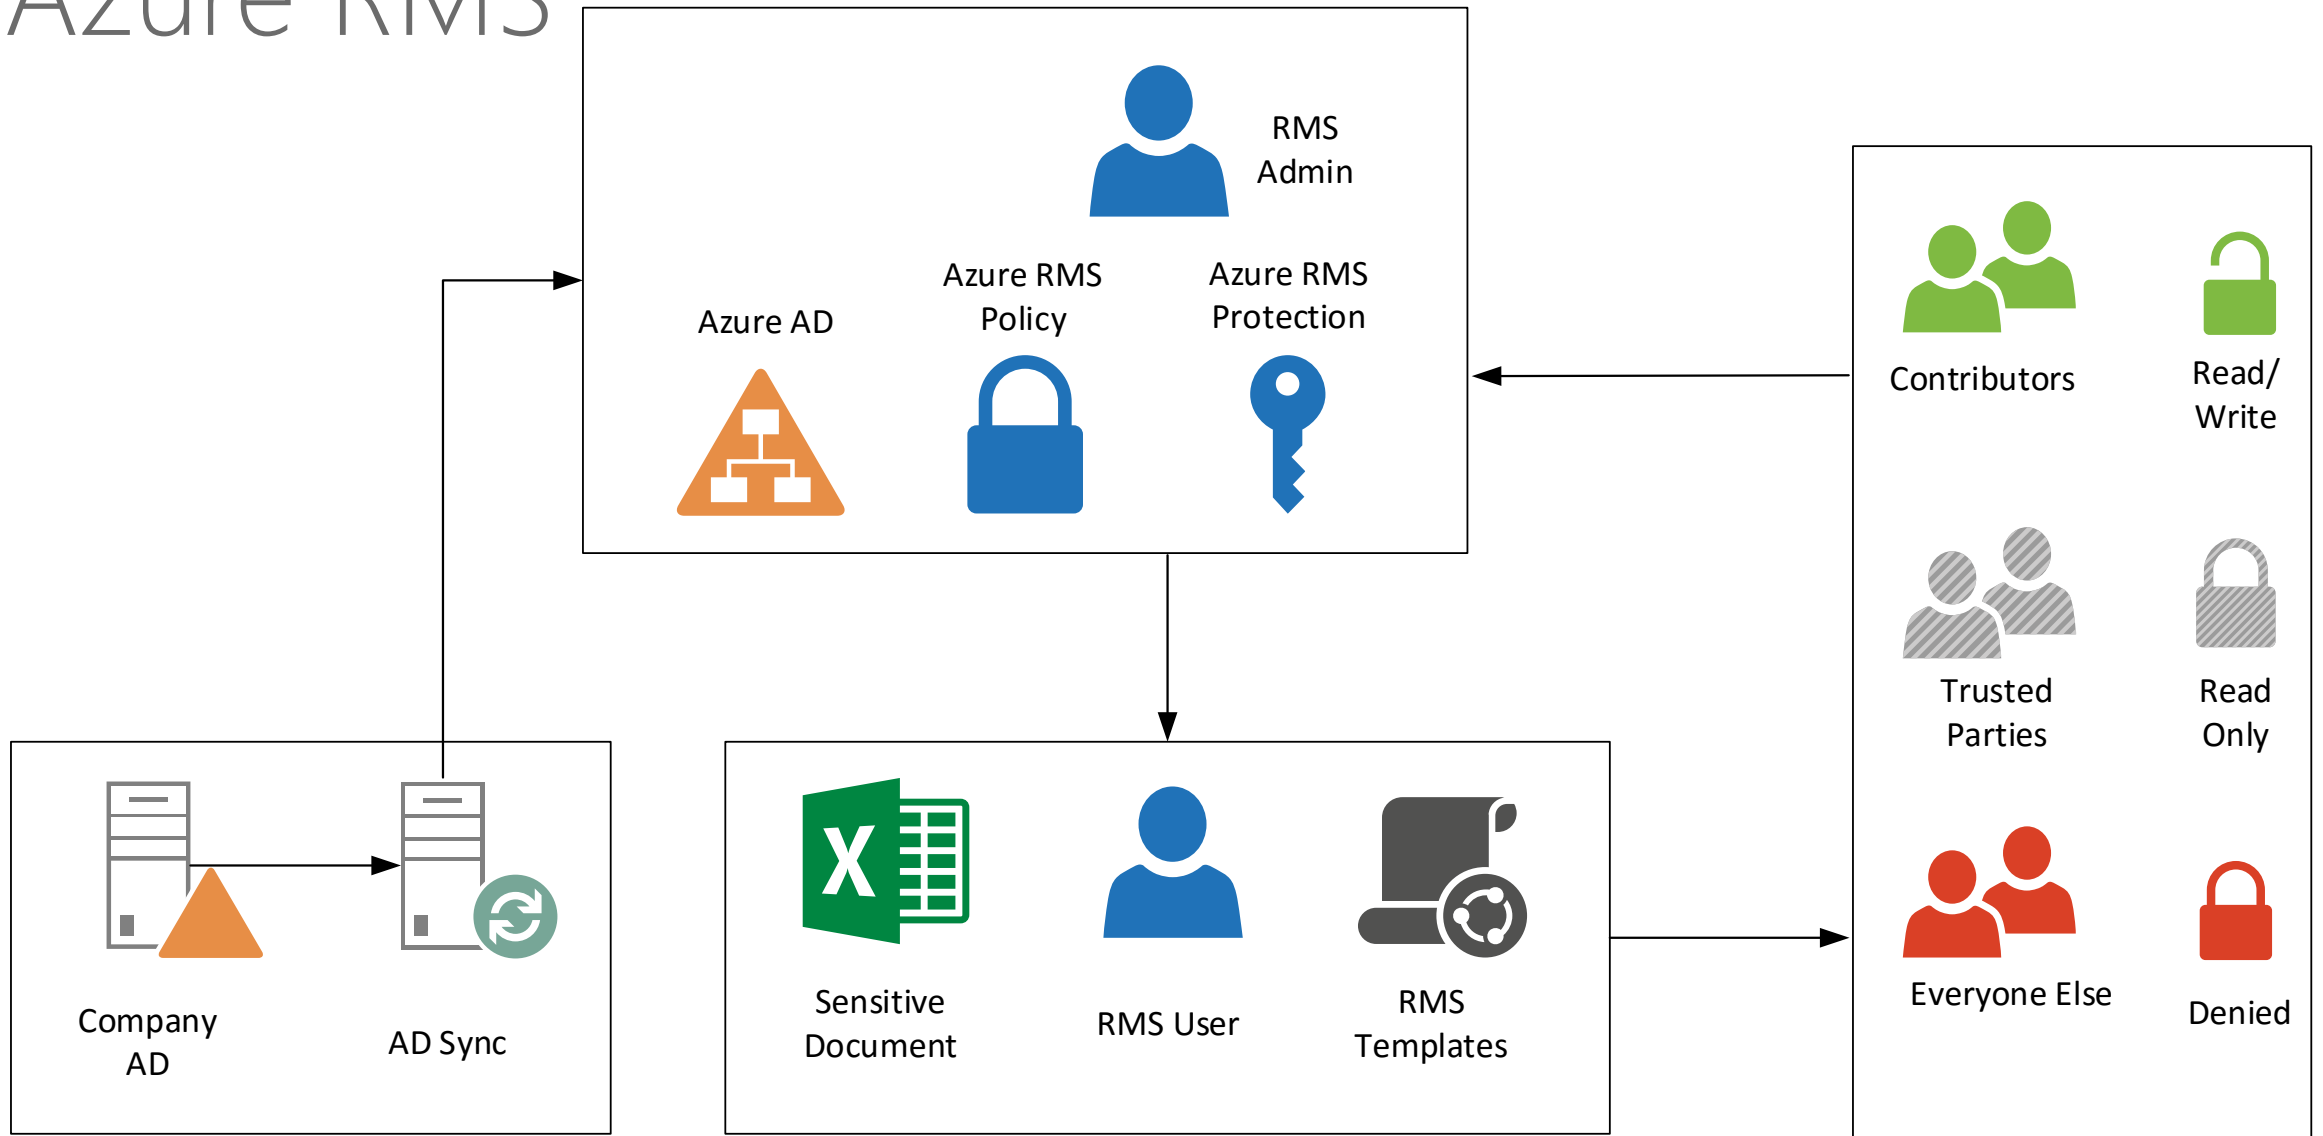 Azure RMS
RMS
Admin
Azure AD
Azure RMS
Policy
Azure RMS
Protection
Contributors
Read/
Write
Trusted
Parties
Read
Only
Everyone Else
Denied
Company
AD
AD Sync
X
Sensitive
Document
RMS User
RMS
Templates